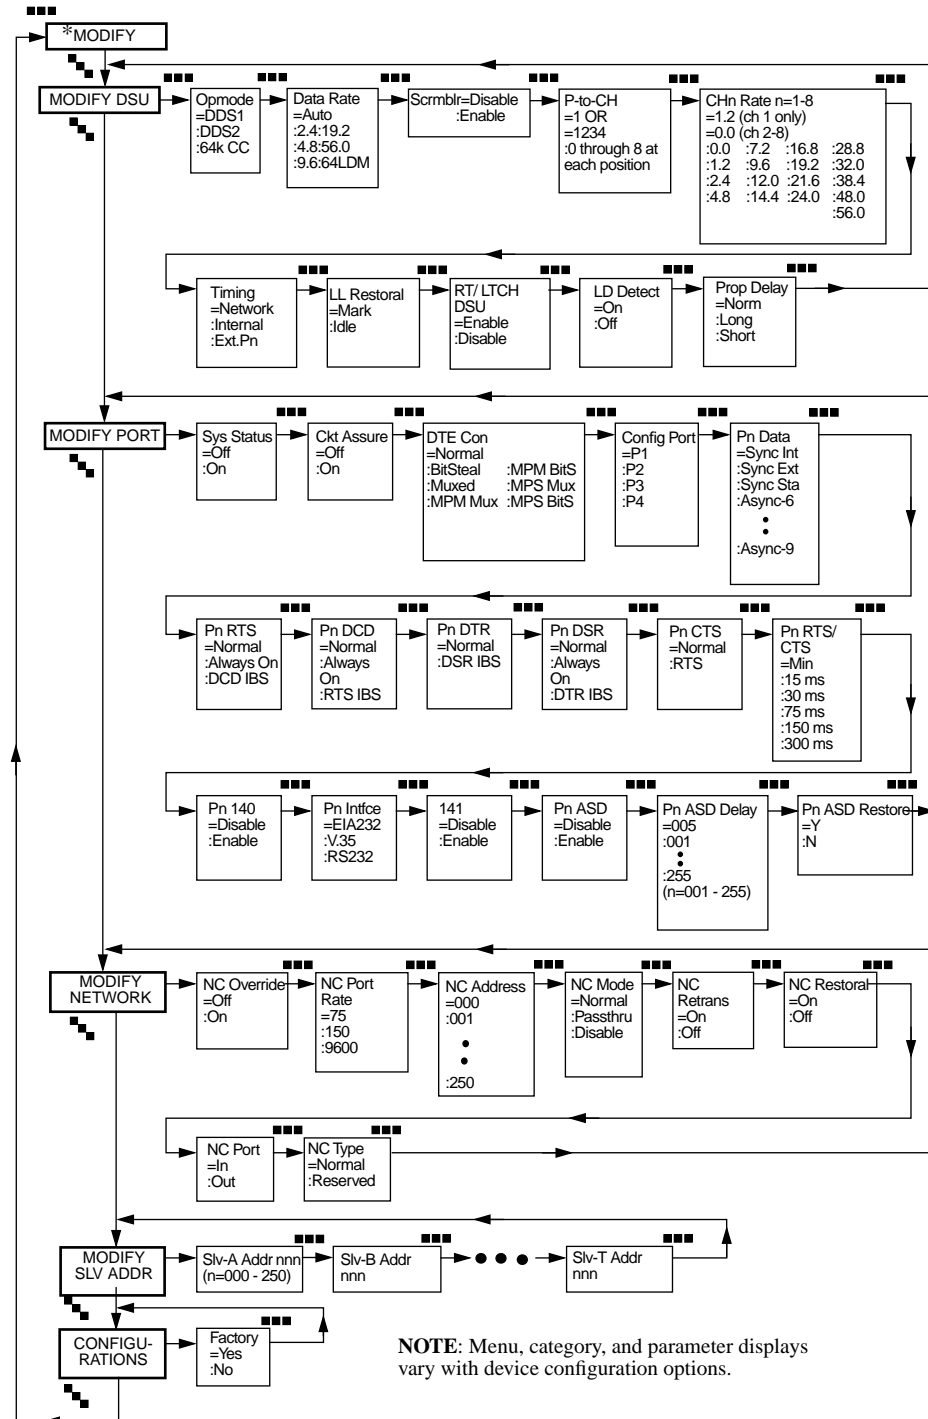 *MODIFY
MODIFY DSU
Opmode
=DDS1
:DDS2
:64k CC
Data Rate
=Auto
:2.4:19.2
:4.8:56.0
:9.6:64LDM
Scrmblr=Disable
:Enable
P-to-CH
=1 OR
=1234
:0 through 8 at
each position
CHn Rate n=1-8
=1.2 (ch 1 only)
=0.0 (ch 2-8)
:0.0 :7.2 :16.8 :28.8
:1.2 :9.6 :19.2 :32.0
:2.4 :12.0 :21.6 :38.4
:4.8 :14.4 :24.0 :48.0
:56.0
Timing
=Network
:Internal
:Ext.Pn
LL Restoral
=Mark
:Idle
RT/ LTCH
DSU
=Enable
:Disable
LD Detect
=On
:Off
Prop Delay
=Norm
:Long
:Short
MODIFY PORT
Sys Status
=Off
:On
Ckt Assure
=Off
:On
DTE Con
=Normal
:BitSteal :MPM BitS
:Muxed :MPS Mux
:MPM Mux :MPS BitS
Config Port
=P1
:P2
:P3
:P4
Pn Data
=Sync Int
:Sync Ext
:Sync Sta
:Async-6
:Async-9
Pn RTS
=Normal
:Always On
:DCD IBS
Pn DCD
=Normal
:Always
On
:RTS IBS
Pn DTR
=Normal
:DSR IBS
Pn DSR
=Normal
:Always
On
:DTR IBS
Pn CTS
=Normal
:RTS
Pn RTS/
CTS
=Min
:15 ms
:30 ms
:75 ms
:150 ms
:300 ms
Pn 140
=Disable
:Enable
Pn Intfce
=EIA232
:V.35
:RS232
141
=Disable
:Enable
Pn ASD
=Disable
:Enable
Pn ASD Delay
=005
:001
:255
(n=001 - 255)
Pn ASD Restore
=Y
:N
MODIFY
NETWORK
NC Override
=Off
:On
NC Port
Rate
=75
:150
:9600
NC Address
=000
:001
:250
NC Mode
=Normal
:Passthru
:Disable
NC
Retrans
=On
:Off
NC Restoral
=On
:Off
NC Port
=In
:Out
NC Type
=Normal
:Reserved
MODIFY
SLV ADDR
Slv-A Addr nnn
(n=000 - 250)
Slv-B Addr
nnn
Slv-T Addr
nnn
CONFIGU-
RATIONS
Factory
=Yes
:No
NOTE: Menu, category, and parameter displays
vary with device configuration options.